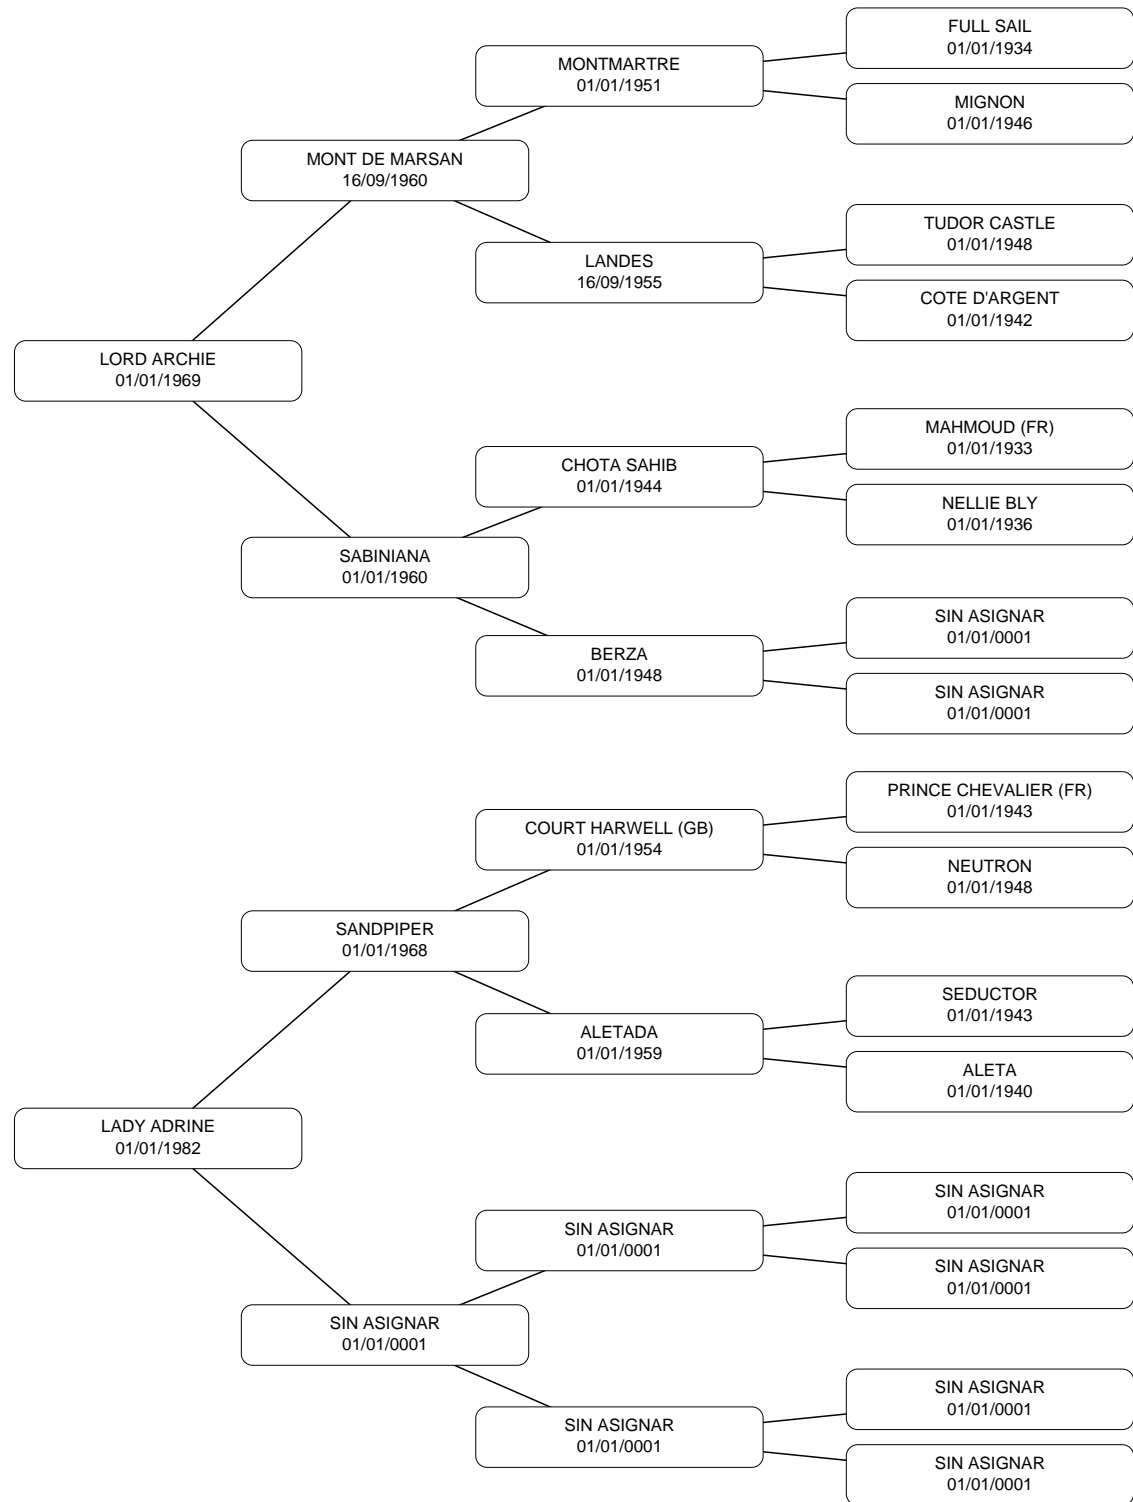 FULL SAIL
01/01/1934
MONTMARTRE
01/01/1951
MIGNON
01/01/1946
MONT DE MARSAN
16/09/1960
TUDOR CASTLE
01/01/1948
LANDES
16/09/1955
COTE D'ARGENT
01/01/1942
LORD ARCHIE
01/01/1969
MAHMOUD (FR)
01/01/1933
CHOTA SAHIB
01/01/1944
NELLIE BLY
01/01/1936
SABINIANA
01/01/1960
SIN ASIGNAR
01/01/0001
BERZA
01/01/1948
SIN ASIGNAR
01/01/0001
PRINCE CHEVALIER (FR)
01/01/1943
COURT HARWELL (GB)
01/01/1954
NEUTRON
01/01/1948
SANDPIPER
01/01/1968
SEDUCTOR
01/01/1943
ALETADA
01/01/1959
ALETA
01/01/1940
LADY ADRINE
01/01/1982
SIN ASIGNAR
01/01/0001
SIN ASIGNAR
01/01/0001
SIN ASIGNAR
01/01/0001
SIN ASIGNAR
01/01/0001
SIN ASIGNAR
01/01/0001
SIN ASIGNAR
01/01/0001
SIN ASIGNAR
01/01/0001